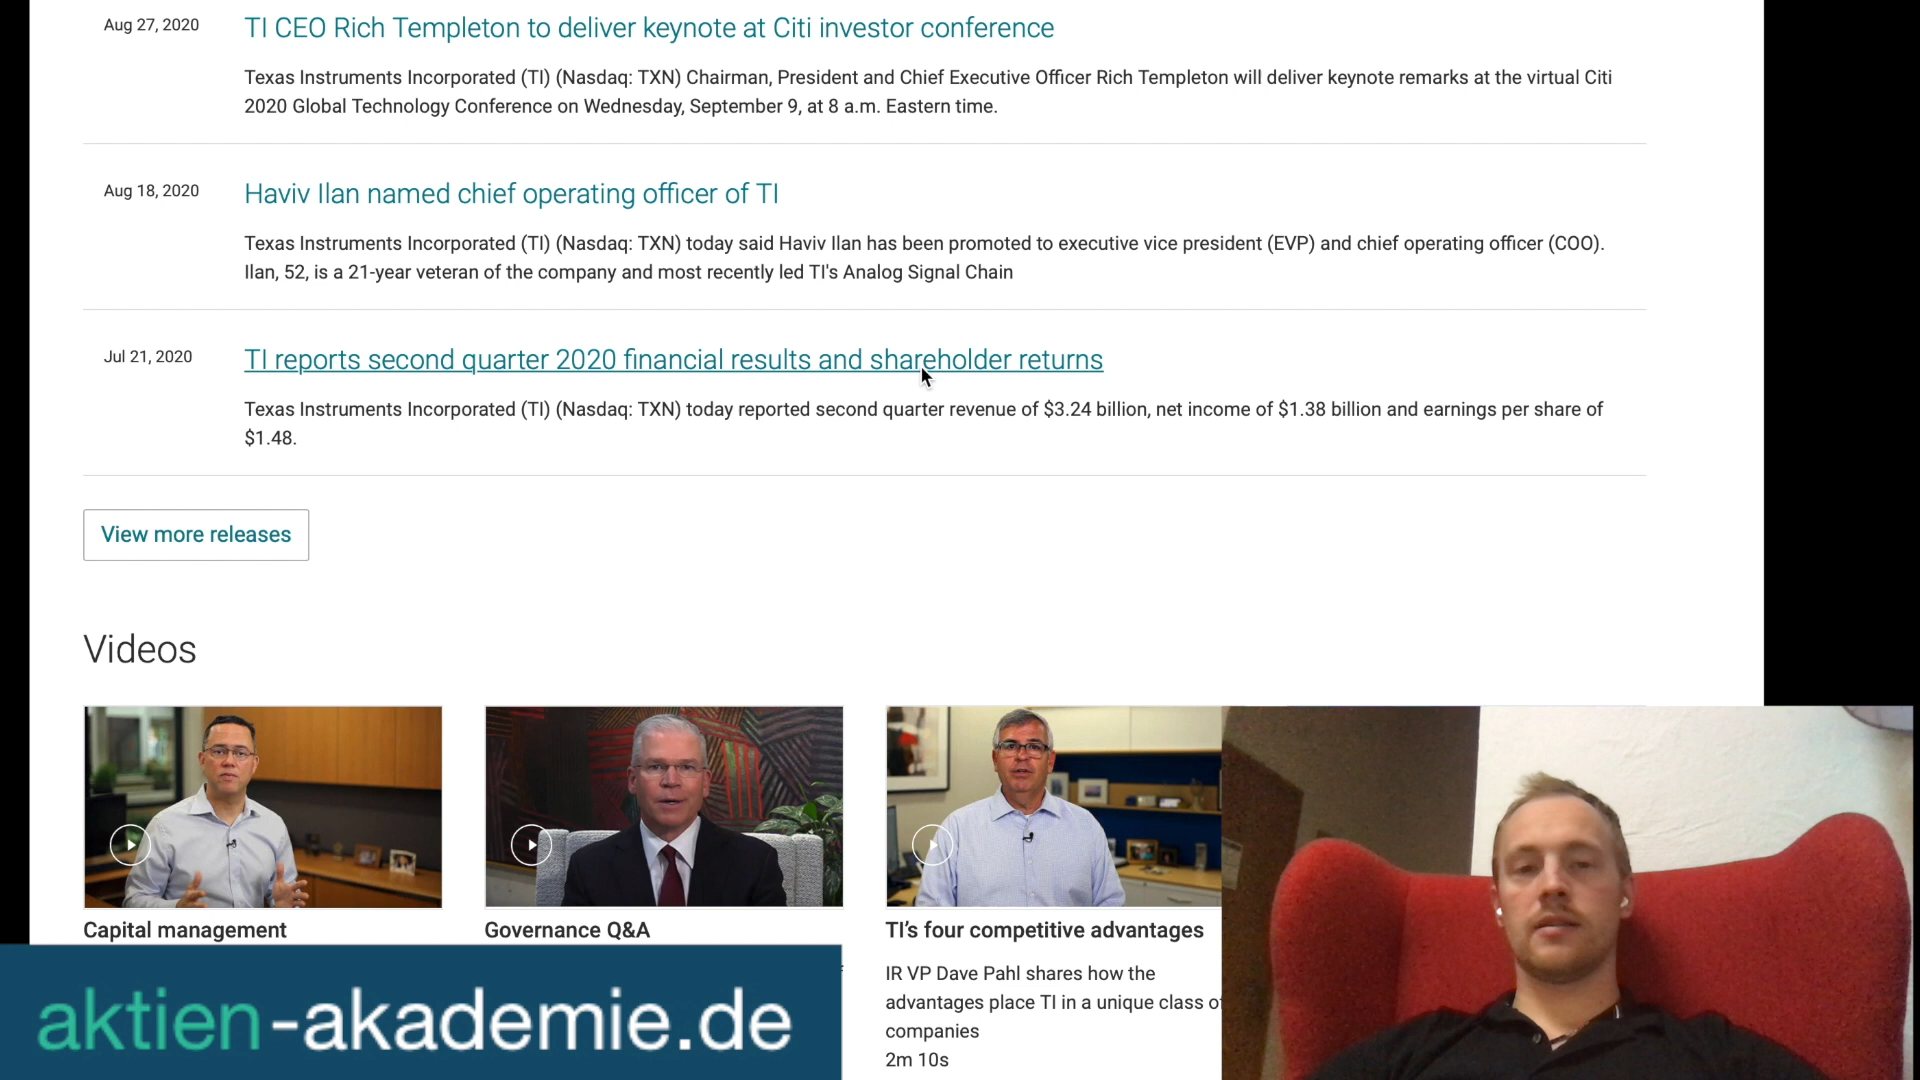 Aug 27, 2020
TI CEO Rich Templeton to deliver keynote at Citi investor conference
Texas Instruments Incorporated (TI) (Nasdaq: TXN) Chairman, President and Chief Executive Officer Rich Templeton will deliver keynote remarks at the virtual Citi
2020 Global Technology Conference on Wednesday, September 9, at 8 a.m. Eastern time.
Aug 18, 2020
Haviv Ilan named chief operating officer of TI
Texas Instruments Incorporated (TI) (Nasdaq: TXN) today said Haviv Ilan has been promoted to executive vice president (EVP) and chief operating officer (COO).
Ilan, 52, is a 21-year veteran of the company and most recently led TI's Analog Signal Chain
Jul 21, 2020
TI reports second quarter 2020 financial results and shareholder returns
Texas Instruments Incorporated (TI) (Nasdaq: TXN) today reported second quarter revenue of $3.24 billion, net income of $1.38 billion and earnings per share of
$1.48.
View more releases
Videos
Capital management
Governance Q&A
TI’s four competitive advantages
IR VP Dave Pahl shares how the
advantages place TI in a unique class of
companies
2m 10s
aktien-akademie.de